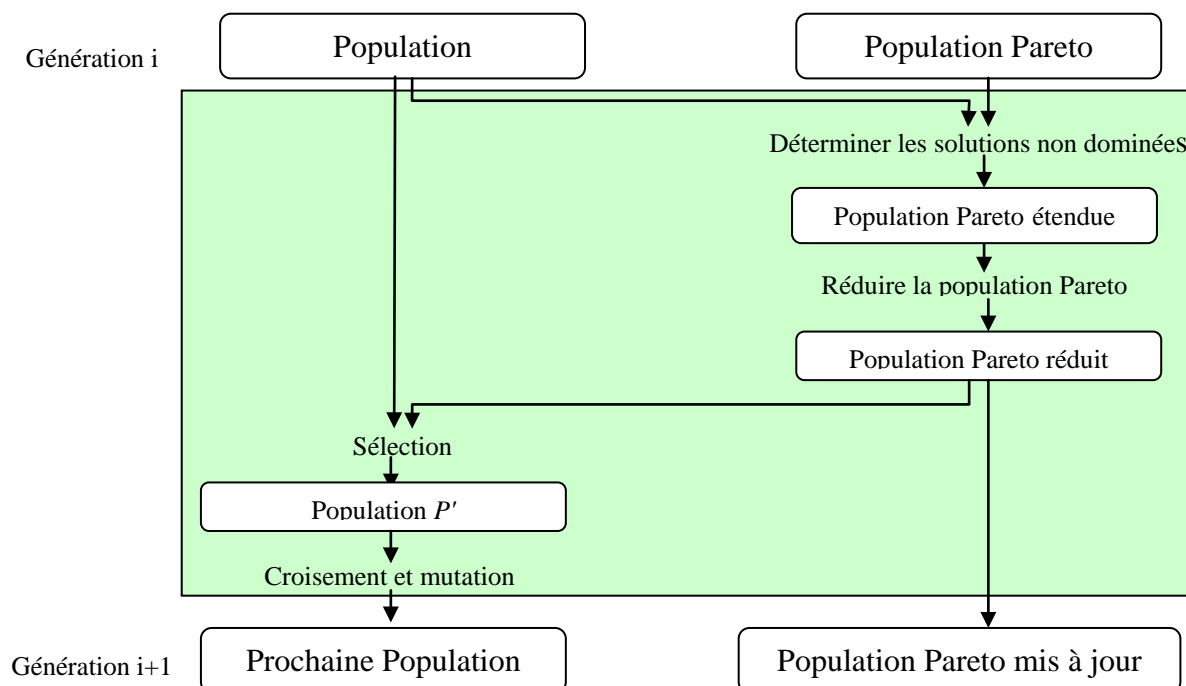 Population
Population Pareto
Génération i
Déterminer les solutions non dominées
Population Pareto étendue
Réduire la population Pareto
Population Pareto réduit
Sélection
Population P'
Croisement et mutation
Génération i+1
Prochaine Population
Population Pareto mis à jour